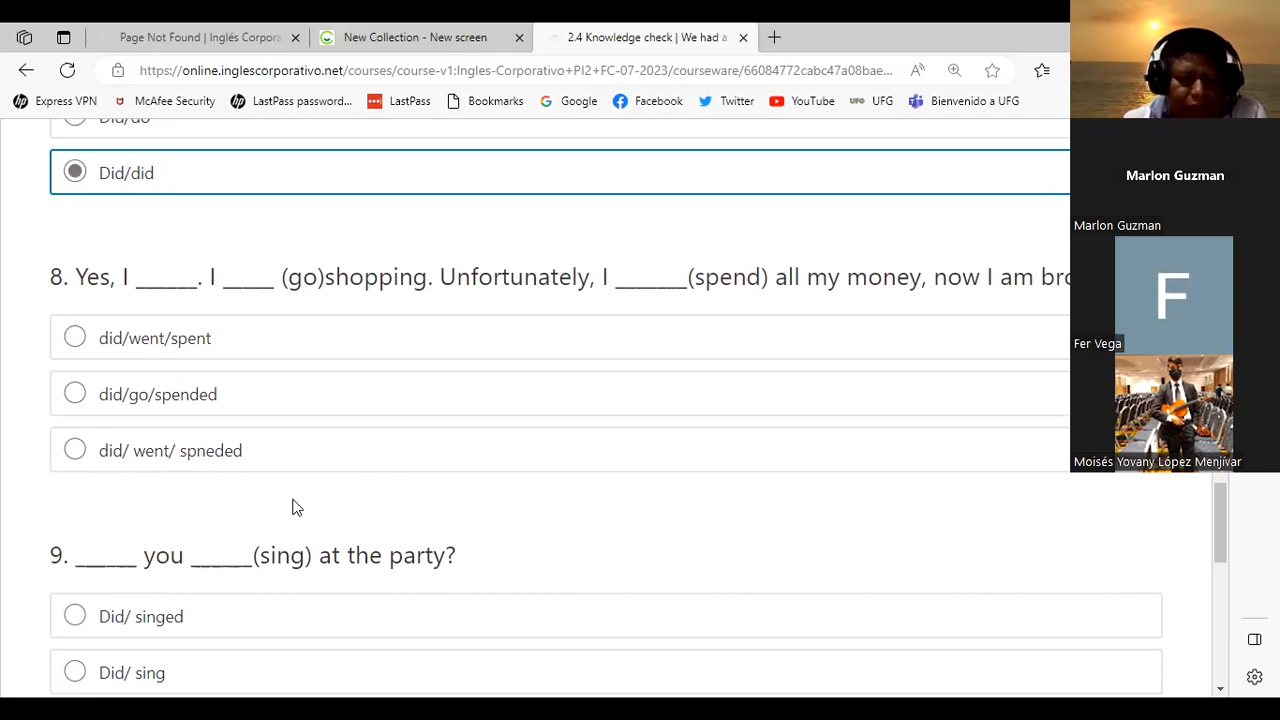 Page Not Found | Inglés Corpora
New Collection - New screen
2.4 Knowledge check | We had a
https://online.inglescorporativo.net/courses/course-v1:Ingles-Corporativo+PI2+FC-07-2023/courseware/66084772cabc47a08bae...
Express VPN
McAfee Security
LastPass password...
LastPass
Bookmarks
Google
Facebook
Twitter
YouTube
UFG
Bienvenido a UFG
Did/do
Did/did
8. Yes, I ______. I _____ (go)shopping. Unfortunately, I _______(spend) all my money, now I am bro
did/went/spent
did/go/spended
did/ went/ spneded
9. ______ you ______(sing) at the party?
Did/ singed
Did/ sing
Marlon Guzman
Marlon Guzman
F
Fer Vega
Moisés Yovany López Menjívar